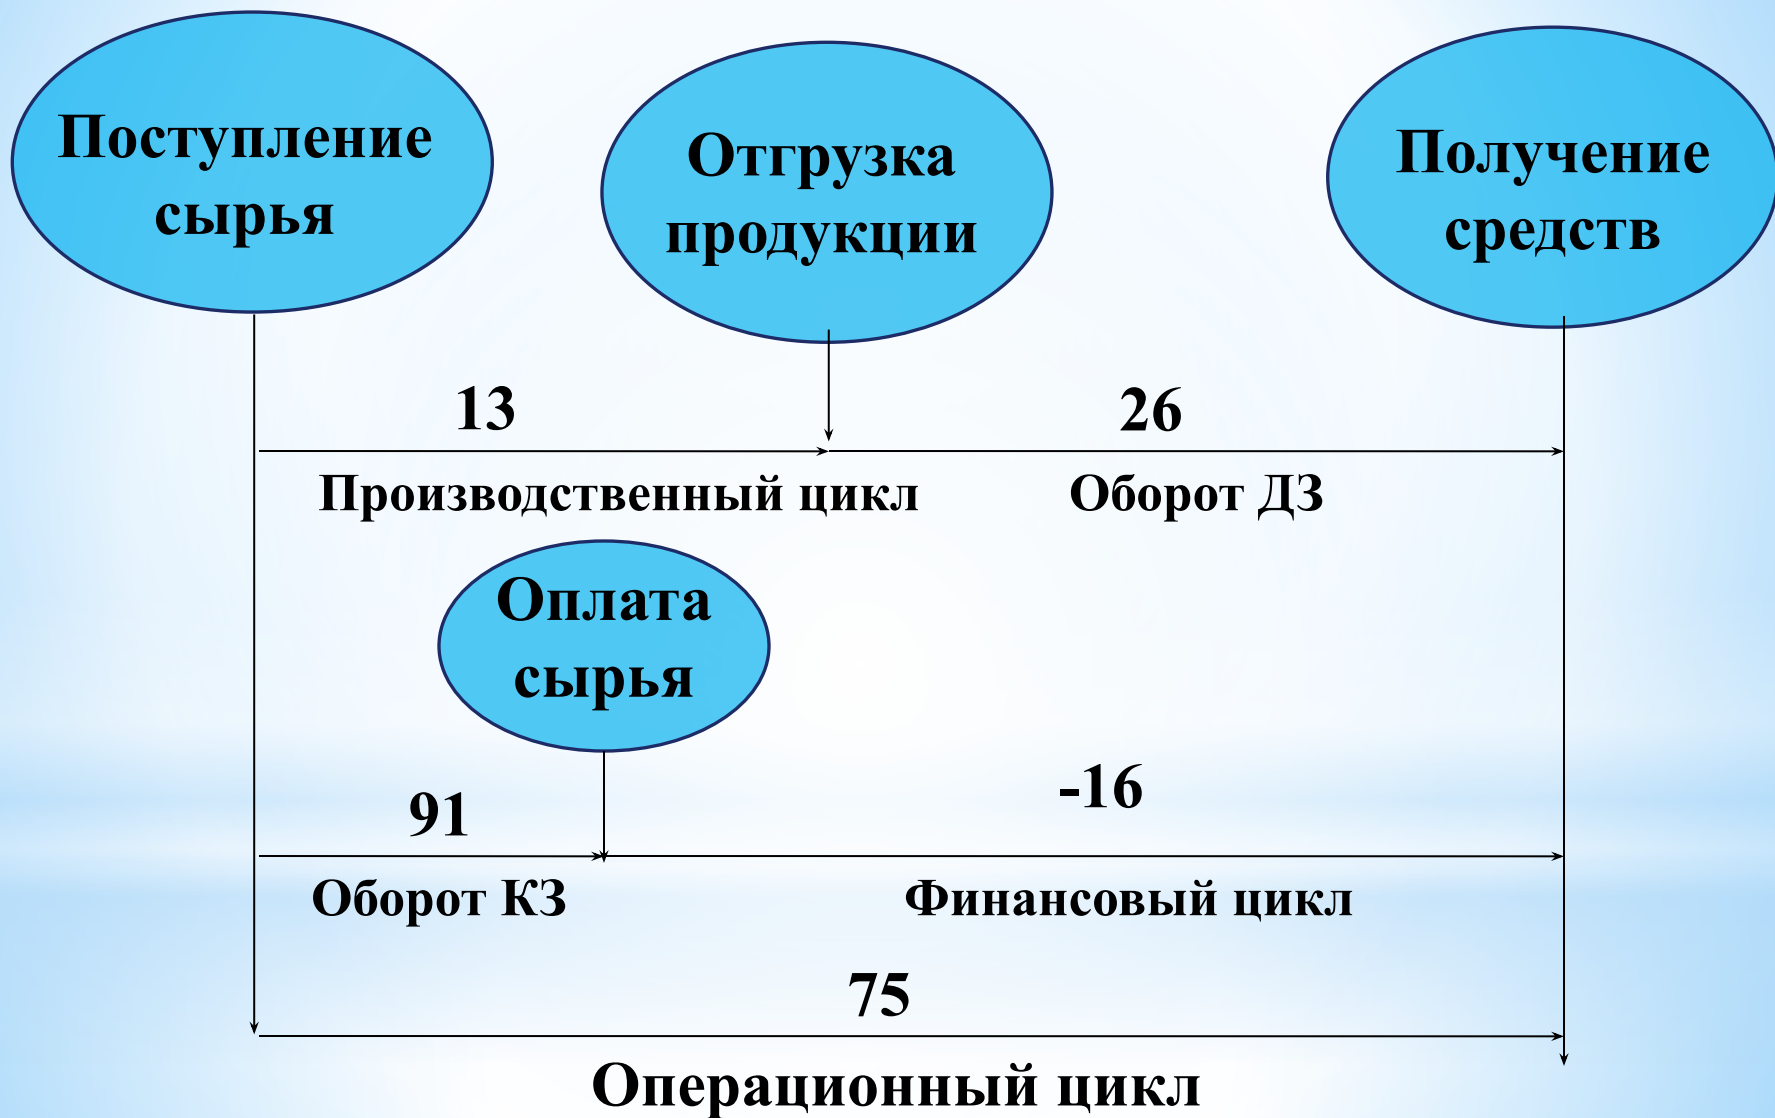 Поступление
сырья
Отгрузка
продукции
Получение
средств
13
26
Производственный цикл
Оборот ДЗ
Оплата
сырья
91
-16
Оборот КЗ
Финансовый цикл
75
Операционный цикл